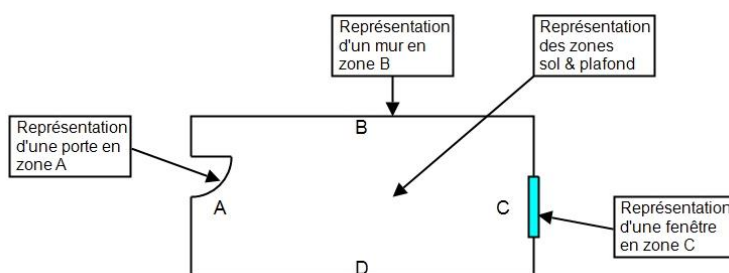 Représentation
d'un mur en
zone B
Représentation
des zones
sol & plafond
Représentation
d'une porte en
zone A
B
A
C
Représentation
d'une fenêtre
en zone C
D